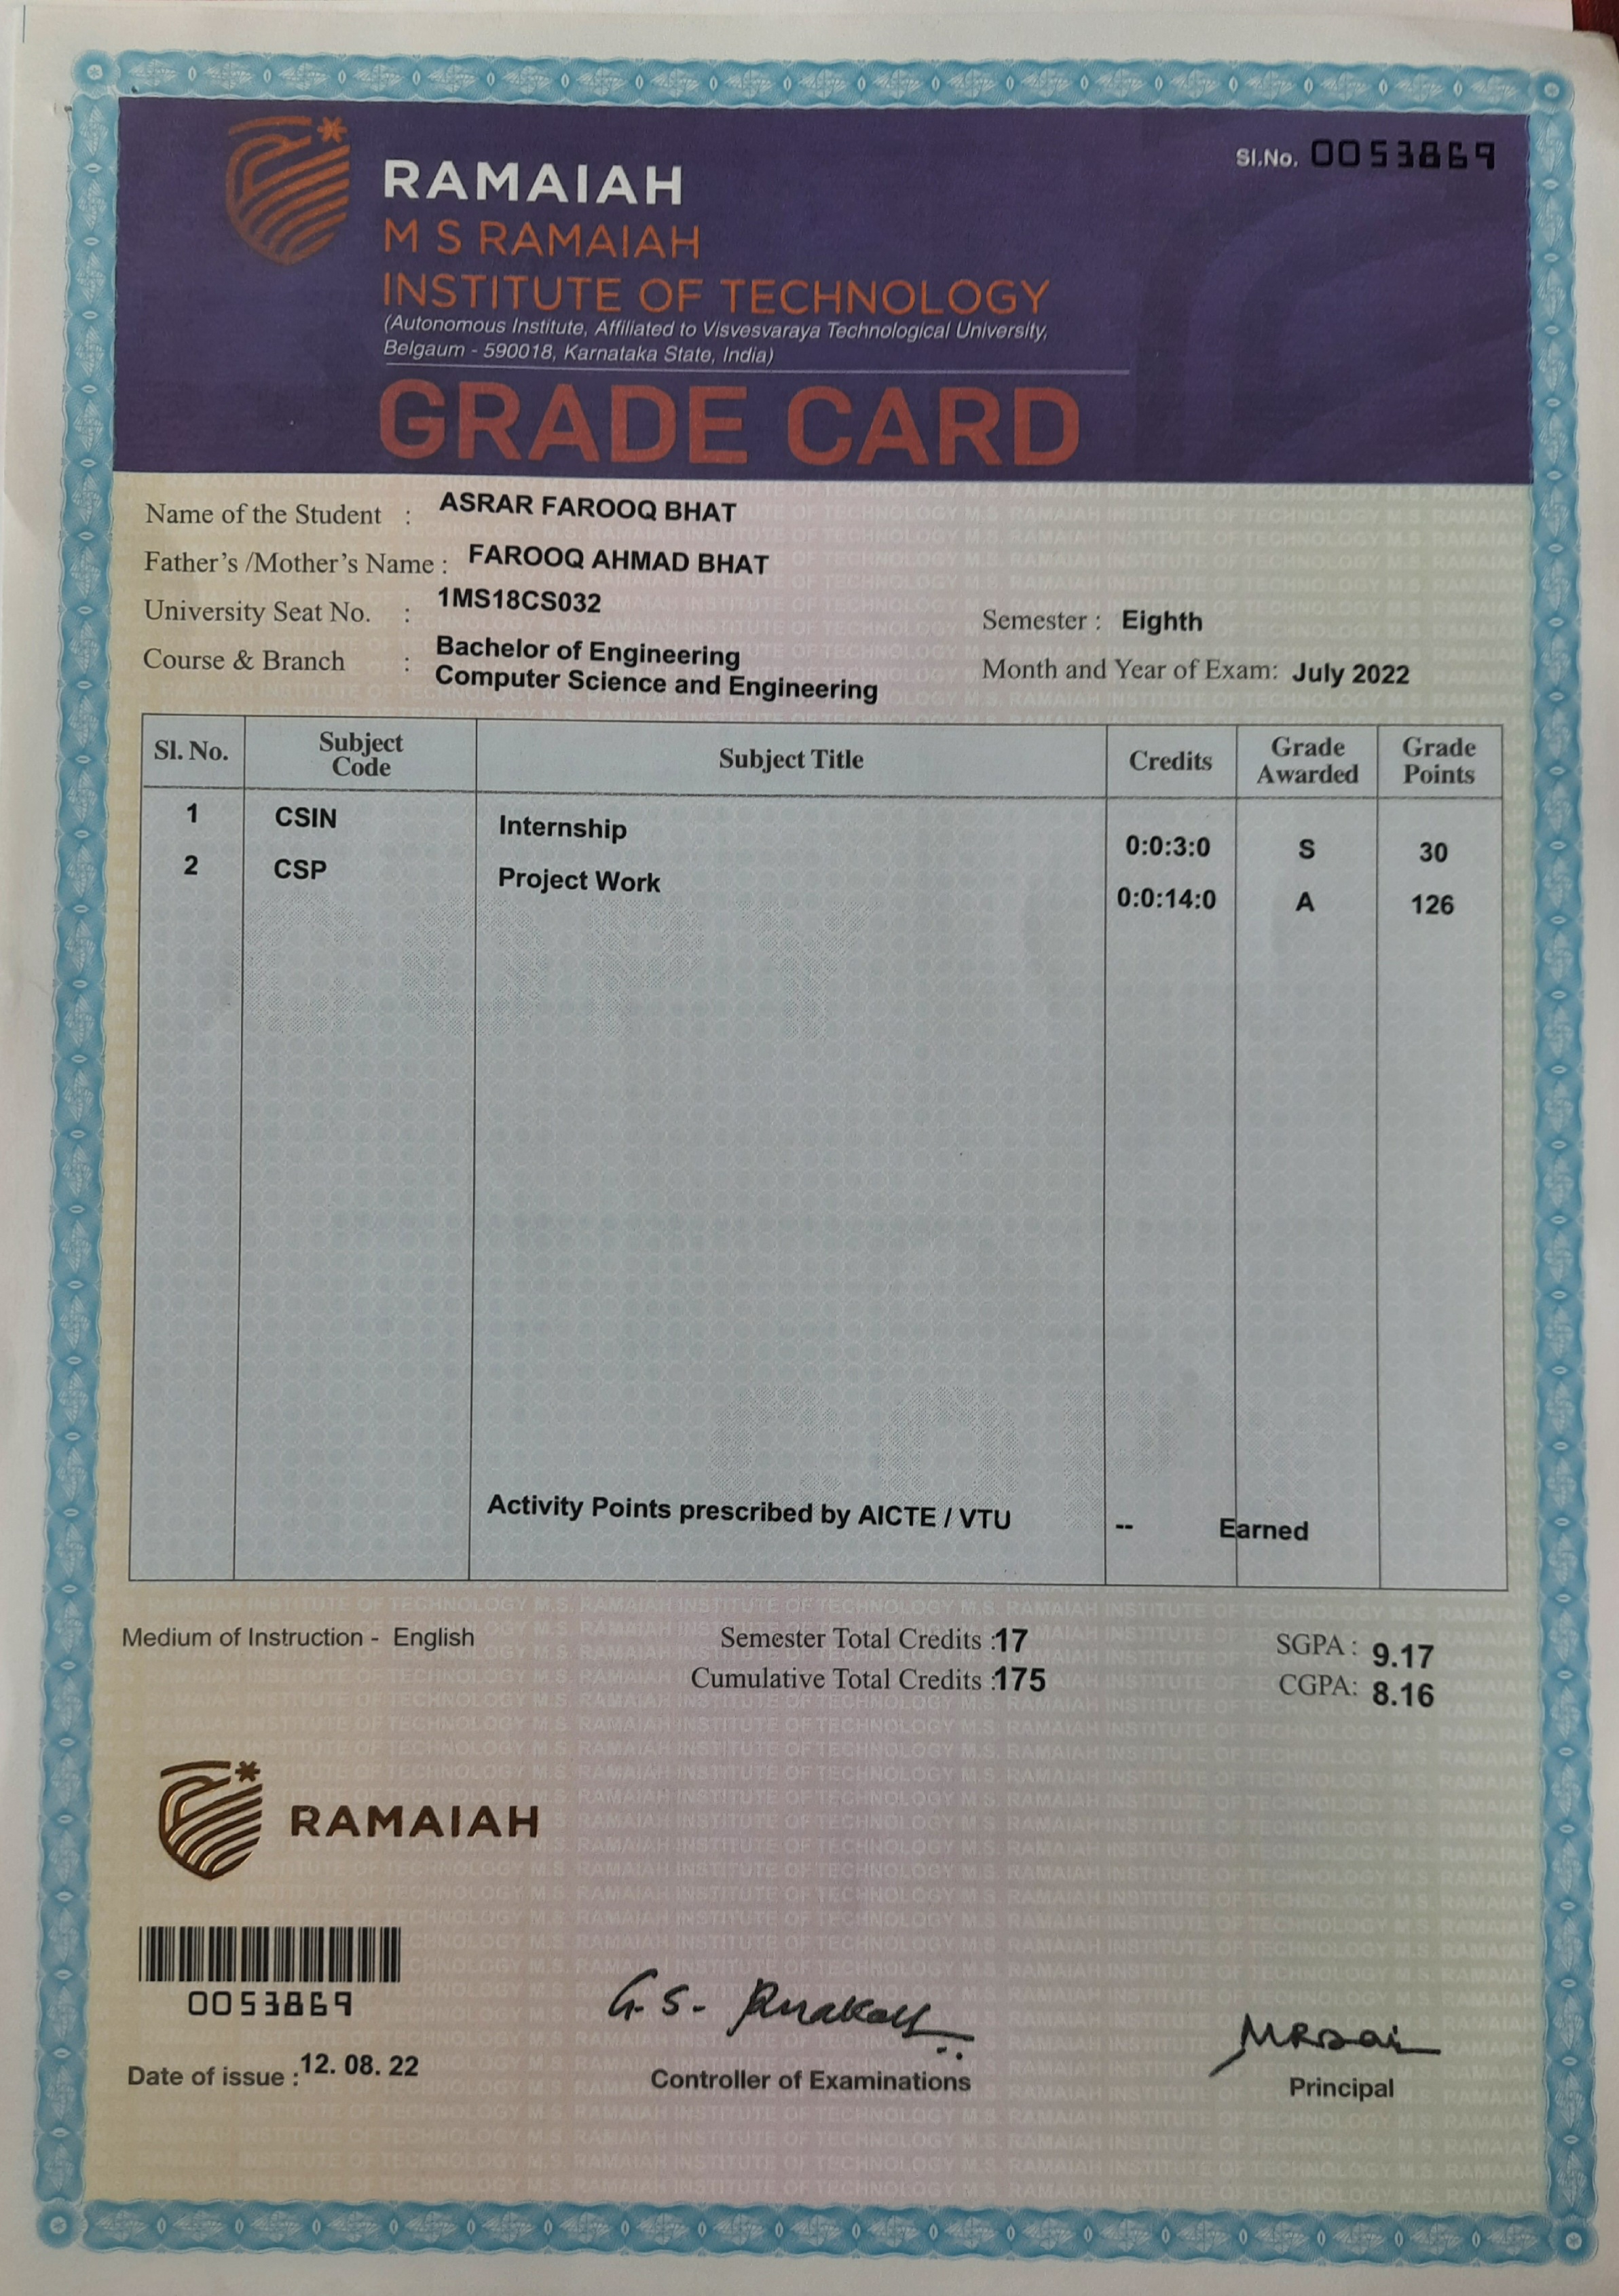 Sl.No. 0053869
RAMAIAH
M S RAMAIAH
INSTITUTE OF TECHNOLOGY
(Autonomous Institute, Affiliated to Visvesvaraya Technological University,
Belgaum - 590018, Karnataka State, India)
GRADE CARD
Name of the Student : ASRAR FAROOQ BHAT
Father's /Mother's Name : FAROOQ AHMAD BHAT
University Seat No. : 1MS18CS032
Semester : Eighth
Course & Branch : Bachelor of Engineering
Computer Science and Engineering
Month and Year of Exam: July 2022
Sl. No. Subject Code Subject Title Credits Grade Awarded Grade Points
1 CSIN Internship 0:0:3:0 S 30
2 CSP Project Work 0:0:14:0 A 126
COPY
COP
Activity Points prescribed by AICTE / VTU -- Earned
Medium of Instruction - English
Semester Total Credits :17
SGPA : 9.17
Cumulative Total Credits :175
CGPA: 8.16
RAMAIAH
0053869
Date of issue : 12. 08. 22
G. S.
Controller of Examinations
Principal